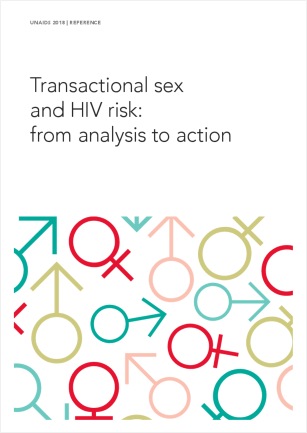 UNAIDS 2018 | REFERENCE
Transactional sex
and HIV risk:
from analysis to action